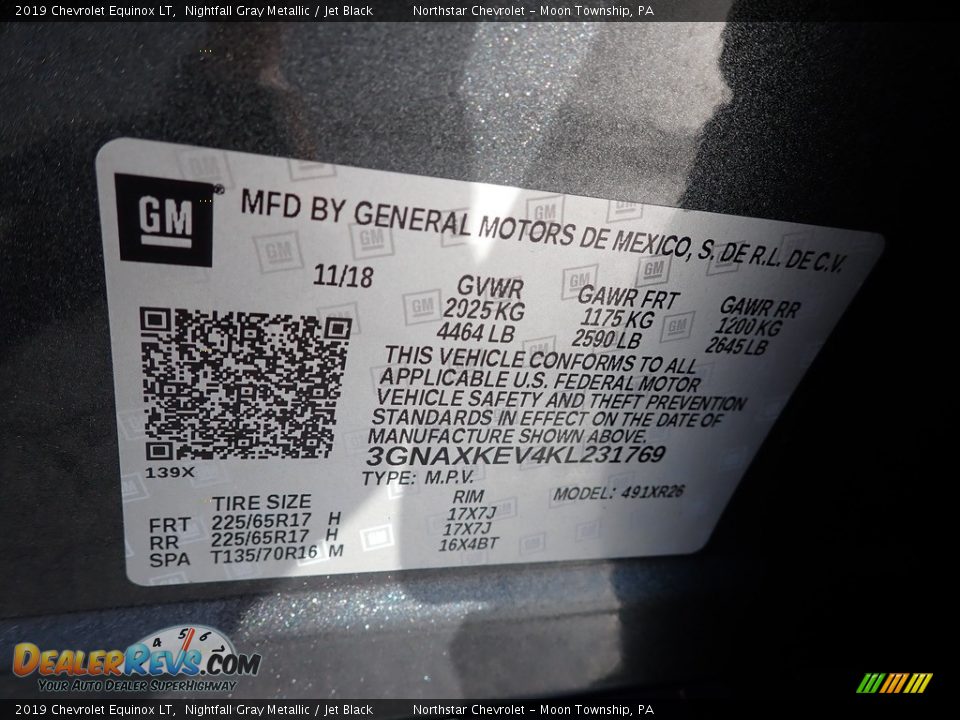 2019 Chevrolet Equinox LT, Nightfall Gray Metallic / Jet Black Northstar Chevrolet – Moon Township, PA
GM ® MFD BY GENERAL MOTORS DE MEXICO, S. DE R.L. DE C.V.
11/18 GVWR GAWR FRT GAWR RR
2025 KG 1175 KG 1200 KG
4464 LB 2590 LB 2645 LB
THIS VEHICLE CONFORMS TO ALL
APPLICABLE U.S. FEDERAL MOTOR
VEHICLE SAFETY AND THEFT PREVENTION
STANDARDS IN EFFECT ON THE DATE OF
MANUFACTURE SHOWN ABOVE.
3GNAXKEV4KL231769
139X TYPE: M.P.V.
TIRE SIZE RIM MODEL: 491XR26
FRT 225/65R17 H 17X7J
RR 225/65R17 H 17X7J
SPA T135/70R16 M 16X4BT
4 5 6 7
DEALERREVS.COM
YOUR AUTO DEALER SUPERHIGHWAY
2019 Chevrolet Equinox LT, Nightfall Gray Metallic / Jet Black Northstar Chevrolet – Moon Township, PA